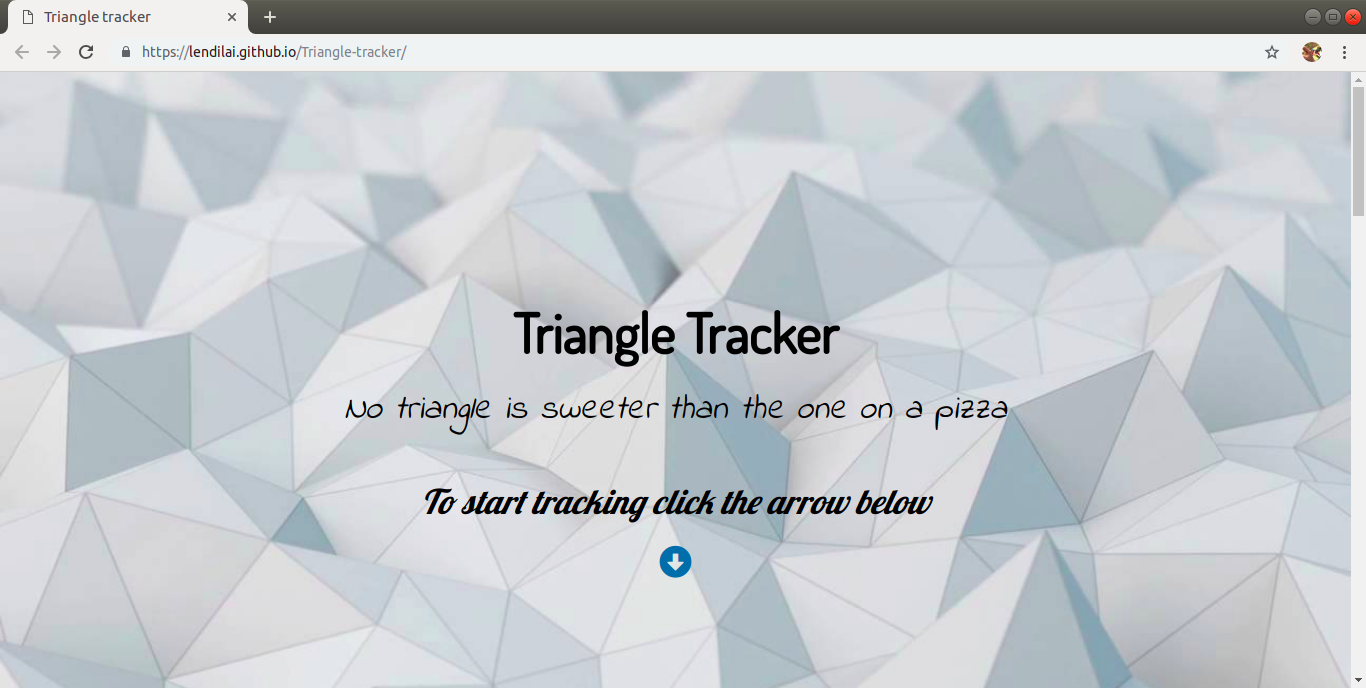 Triangle tracker
https://lendilai.github.io/Triangle-tracker/
Triangle Tracker
No triangle is sweeter than the one on a pizza
To start tracking click the arrow below